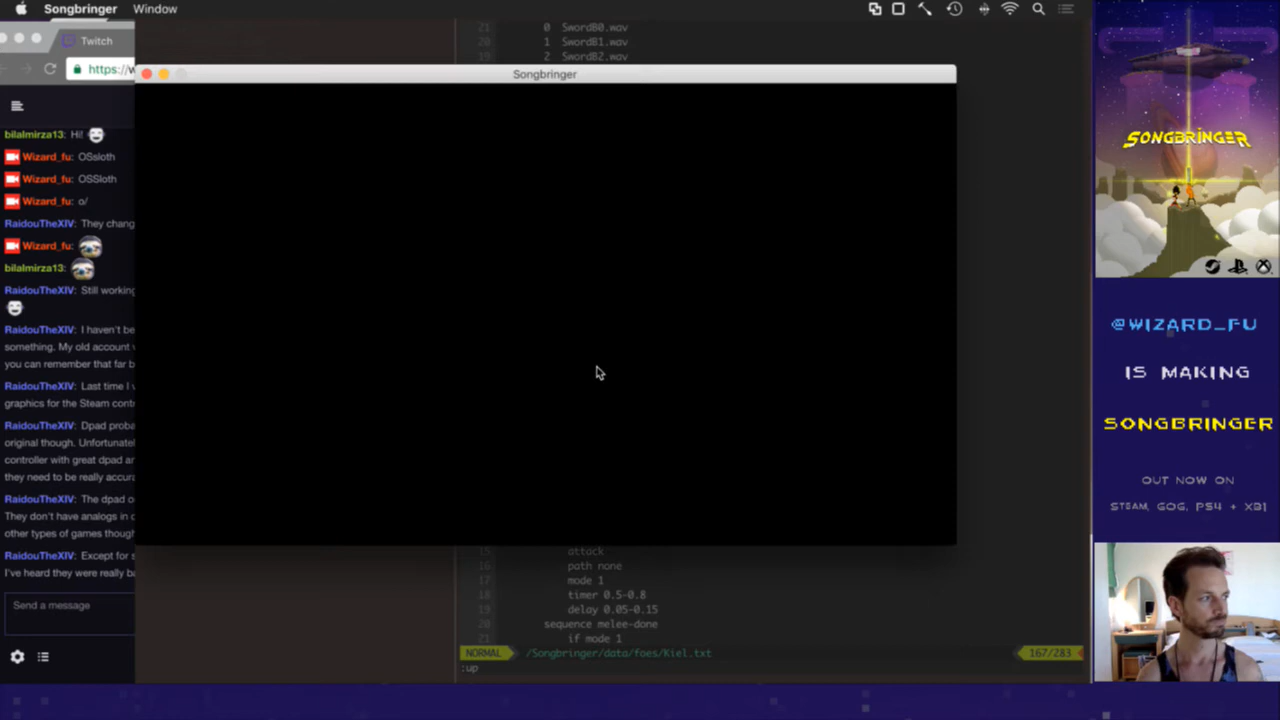 Songbringer Window
Twitch
https://w
bilalmirza13: Hi!
Wizard_fu: OSsloth
Wizard_fu: OSSloth
Wizard_fu: o/
RaidouTheXIV: They chang
Wizard_fu:
bilalmirza13:
RaidouTheXIV: Still working
RaidouTheXIV: I haven't be
something. My old account
you can remember that far b
RaidouTheXIV: Last time I
graphics for the Steam cont
RaidouTheXIV: Dpad proba
original though. Unfortunatel
controller with great dpad an
they need to be really accura
RaidouTheXIV: The dpad o
They don't have analogs in
other types of games though
RaidouTheXIV: Except for s
I've heard they were really ba
Send a message
21 0 SwordB0.wav
20 1 SwordB1.wav
19 2 SwordB2.wav
Songbringer
15 attack
16 path none
17 mode 1
18 timer 0.5-0.8
19 delay 0.05-0.15
20 sequence melee-done
21 if mode 1
NORMAL /Songbringer/data/foes/Kiel.txt 167/283
:up
SONGBRINGER
@WIZARD_FU
IS MAKING
SONGBRINGER
OUT NOW ON
STEAM, GOG, PS4 + XB1